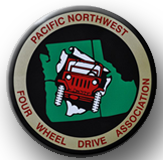 PACIFIC NORTHWEST
FOUR WHEEL DRIVE ASSOCIATION